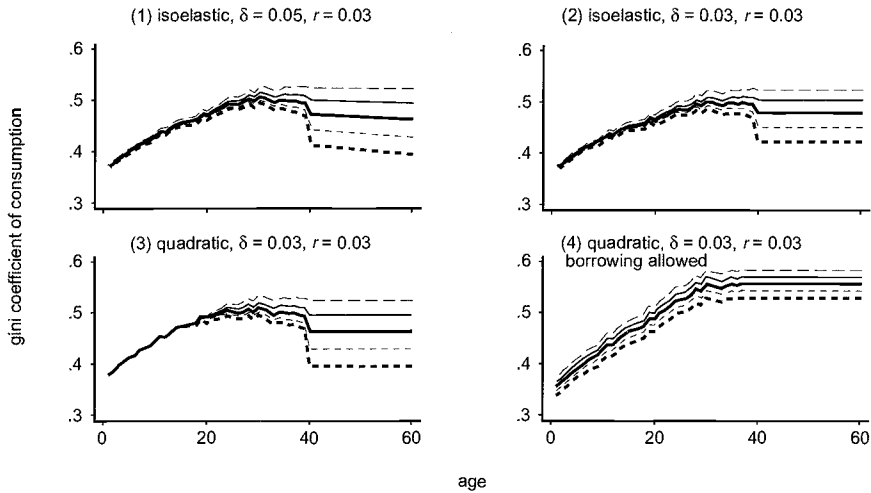 (1) isoelastic, δ = 0.05, r = 0.03
(2) isoelastic, δ = 0.03, r = 0.03
.6
.5
.4
.3
.6
.5
.4
.3
gini coefficient of consumption
(3) quadratic, δ = 0.03, r = 0.03
(4) quadratic, δ = 0.03, r = 0.03
borrowing allowed
.6
.5
.4
.3
.6
.5
.4
.3
0 20 40 60
0 20 40 60
age